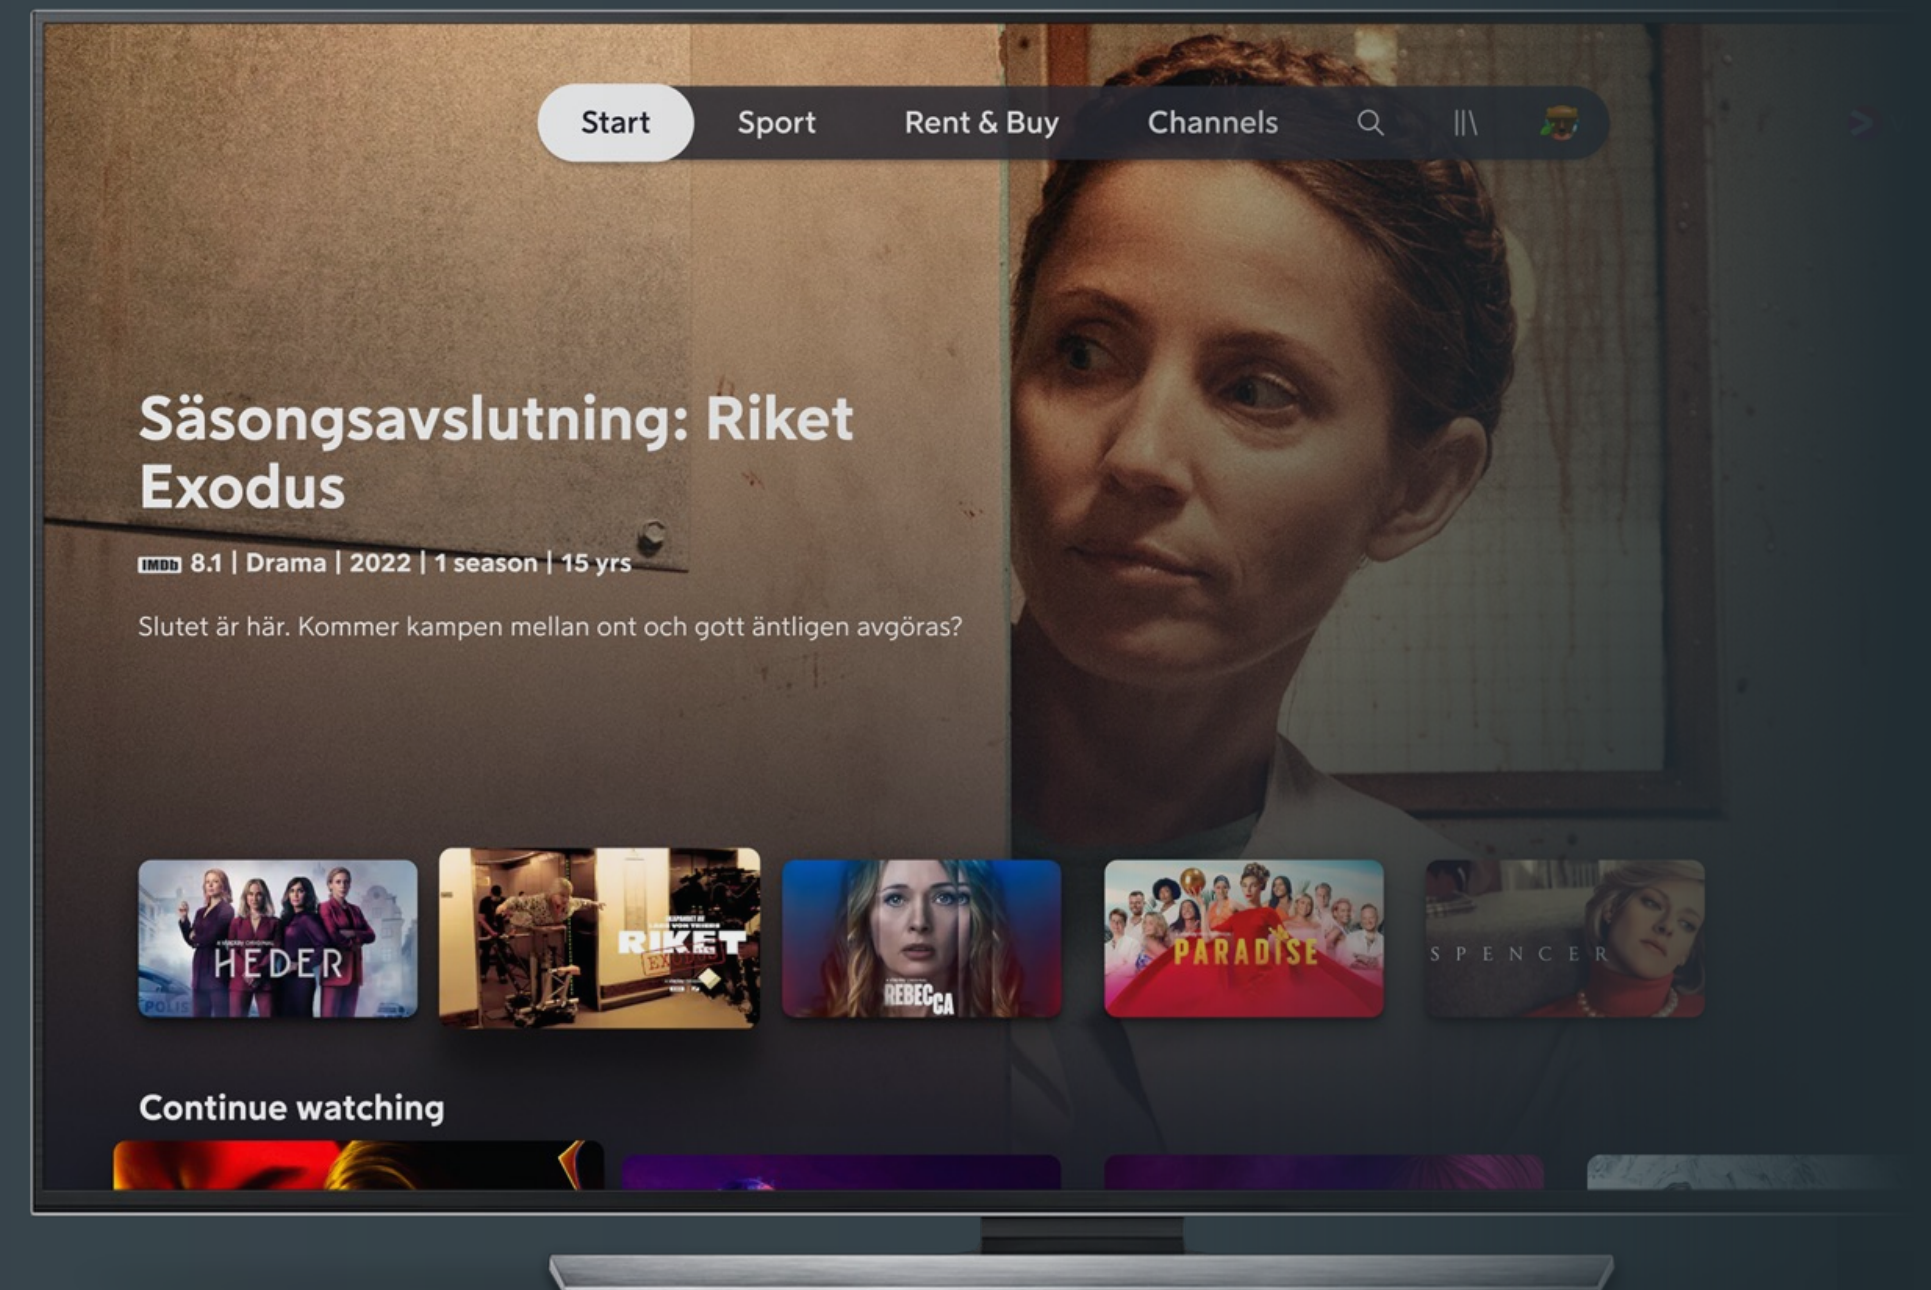 Start
Sport
Rent & Buy
Channels
Säsongsavslutning: Riket
Exodus
IMDb 8.1 | Drama | 2022 | 1 season | 15 yrs
Slutet är här. Kommer kampen mellan ont och gott äntligen avgöras?
HEDER
POLIS
RIKET
EXODUS
REBECCA
PARADISE
SPENCER
Continue watching